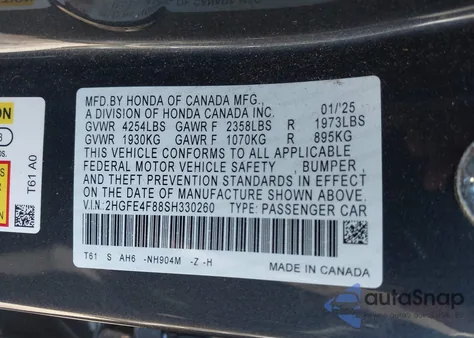 MFD.BY HONDA OF CANADA MFG.,
A DIVISION OF HONDA CANADA INC. 01/'25
GVWR 4254LBS GAWR F 2358LBS R 1973LBS
GVWR 1930KG GAWR F 1070KG R 895KG
THIS VEHICLE CONFORMS TO ALL APPLICABLE
FEDERAL MOTOR VEHICLE SAFETY , BUMPER ,
AND THEFT PREVENTION STANDARDS IN EFFECT
ON THE DATE OF MANUFACTURE SHOWN ABOVE.
V.I.N: 2HGFE4F88SH330260 TYPE: PASSENGER CAR
T61 S AH6 -NH904M -Z -H
MADE IN CANADA
T61 A0
autoSnap